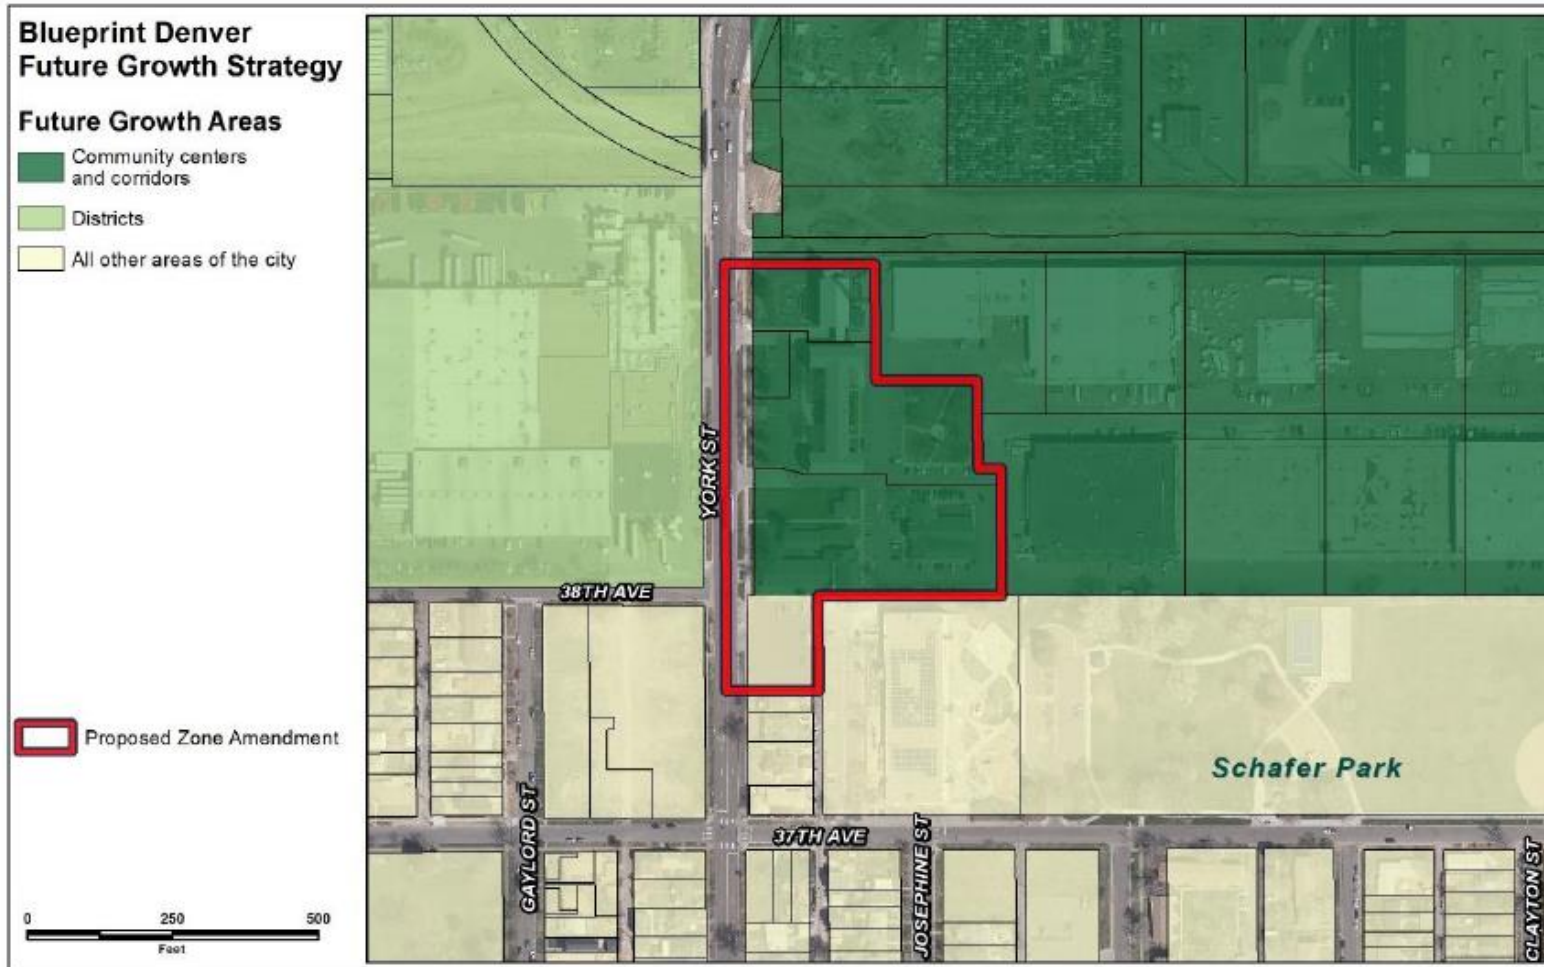 Blueprint Denver
Future Growth Strategy
Future Growth Areas
Community centers
and corridors
Districts
All other areas of the city
Proposed Zone Amendment
0 250 500
Feet
YORK ST
38TH AVE
Schafer Park
37TH AVE
GAYLORD ST
JOSEPHINE ST
CLAYTON ST